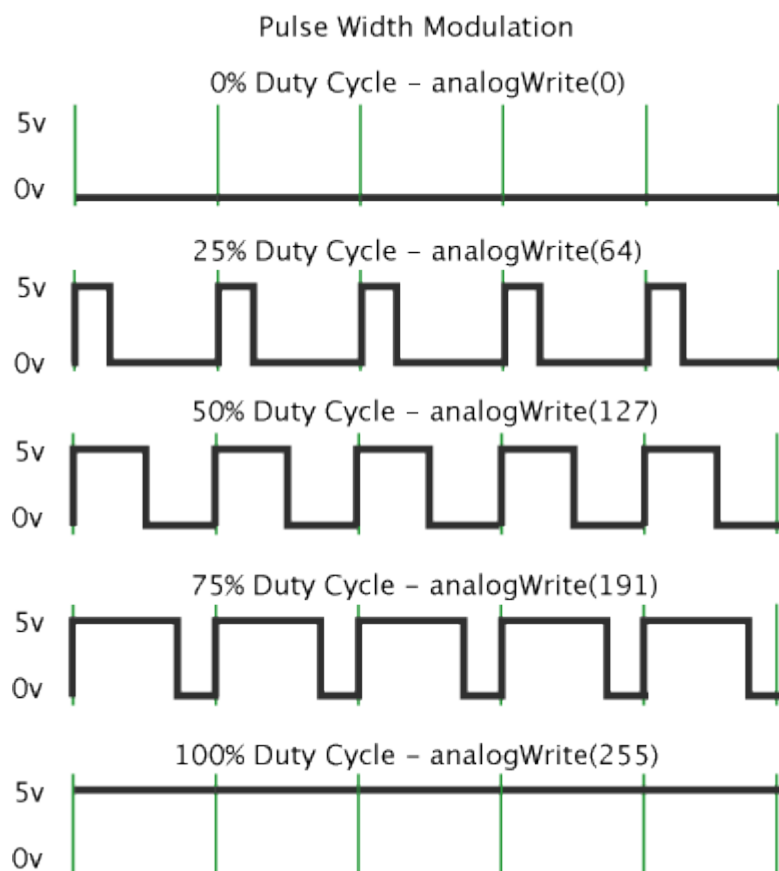 Pulse Width Modulation
0% Duty Cycle – analogWrite(0)
5v
0v
25% Duty Cycle – analogWrite(64)
5v
0v
50% Duty Cycle – analogWrite(127)
5v
0v
75% Duty Cycle – analogWrite(191)
5v
0v
100% Duty Cycle – analogWrite(255)
5v
0v